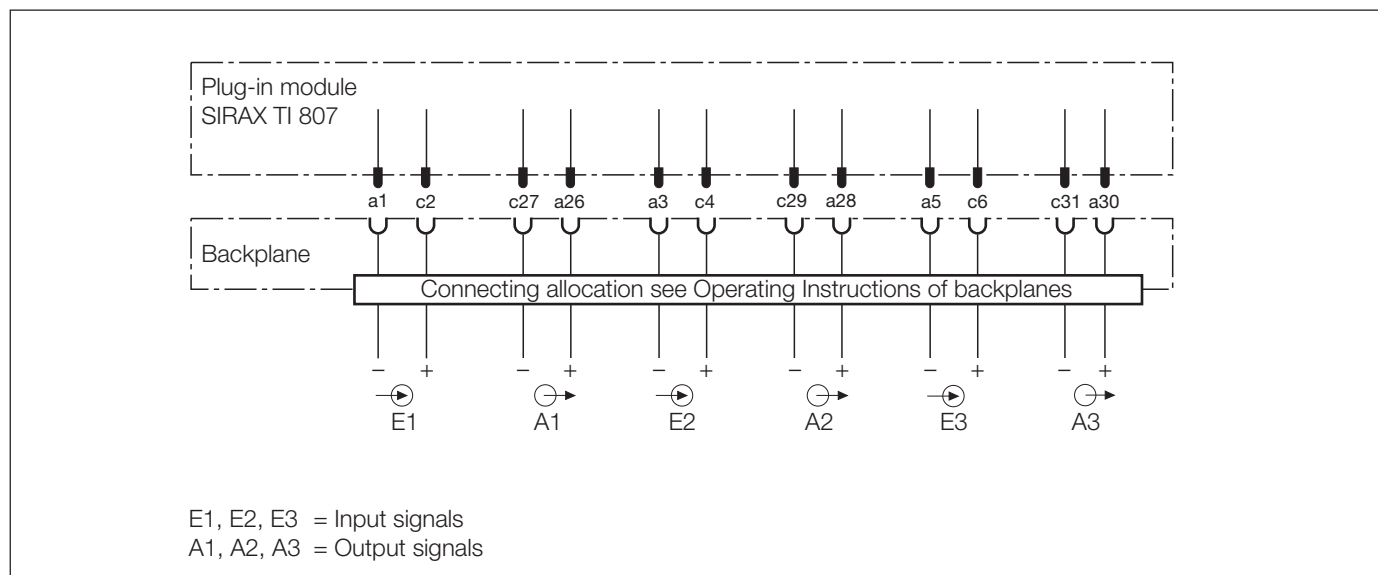 Plug-in module
SIRAX TI 807
a1 c2 c27 a26 a3 c4 c29 a28 a5 c6 c31 a30
Backplane
Connecting allocation see Operating Instructions of backplanes
– + – + – + – + – + – +
E1 A1 E2 A2 E3 A3
E1, E2, E3 = Input signals
A1, A2, A3 = Output signals